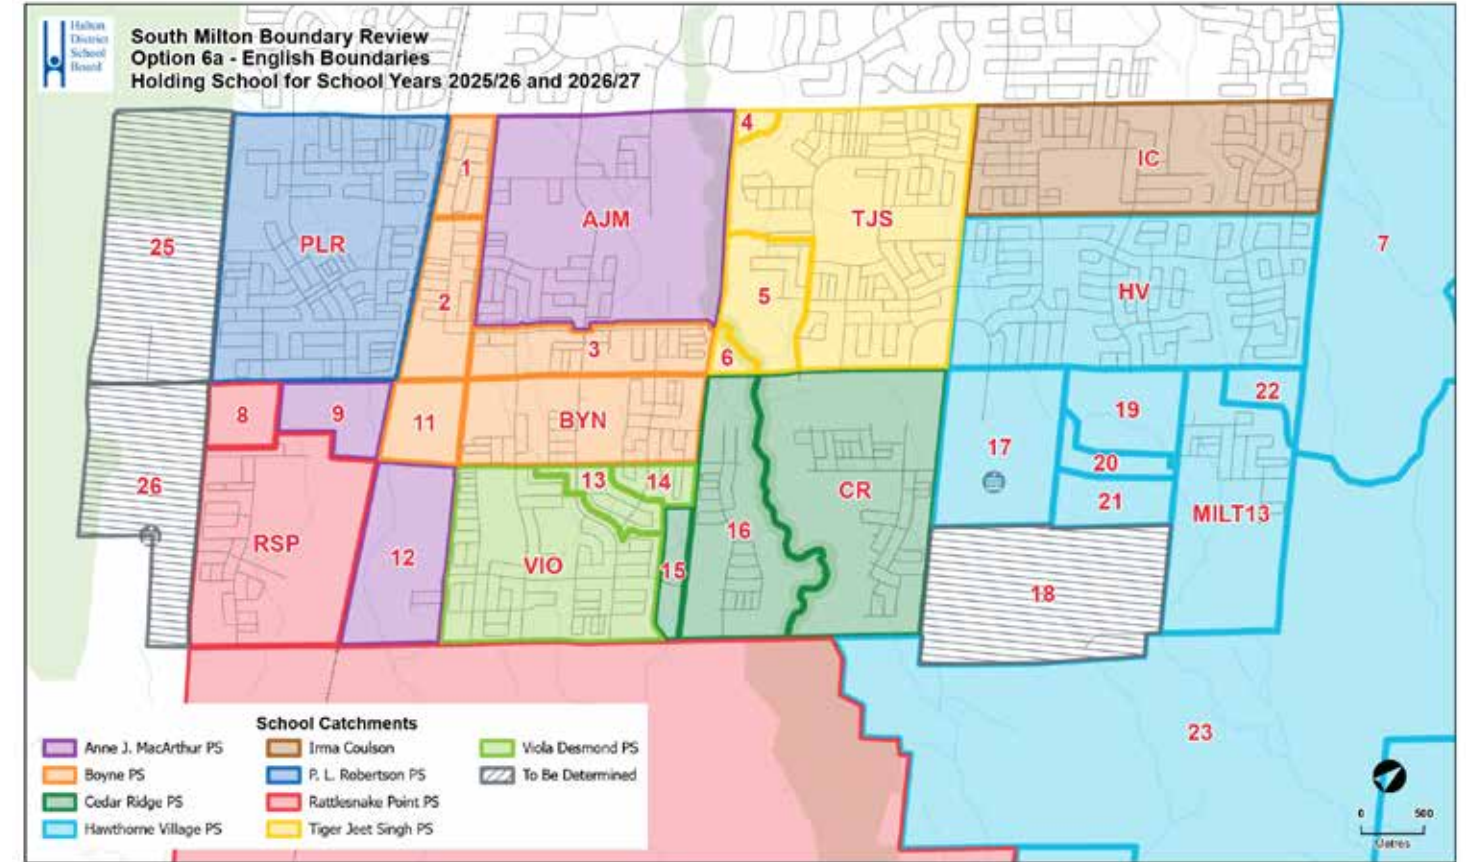 Halton
District
School
Board
South Milton Boundary Review
Option 6a - English Boundaries
Holding School for School Years 2025/26 and 2026/27
4
1
IC
AJM
TJS
25
PLR
7
2
5
HV
3
6
8
9
11
BYN
22
19
17
20
26
13
14
CR
21
MILT13
RSP
16
12
VIO
15
18
23
School Catchments
Anne J. MacArthur PS
Irma Coulson
Viola Desmond PS
Boyne PS
P. L. Robertson PS
To Be Determined
Cedar Ridge PS
Rattlesnake Point PS
Hawthorne Village PS
Tiger Jeet Singh PS
0 500
Metres